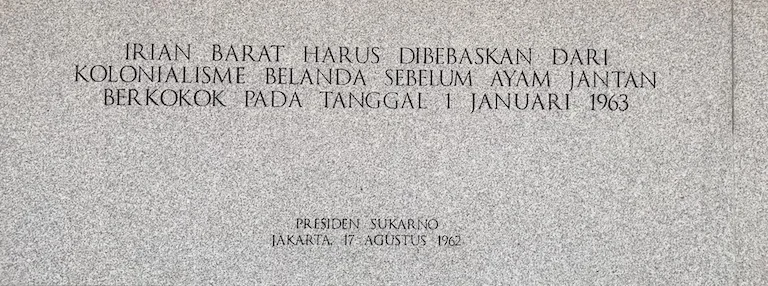 IRIAN BARAT HARUS DIBEBASKAN DARI
KOLONIALISME BELANDA SEBELUM AYAM JANTAN
BERKOKOK PADA TANGGAL 1 JANUARI 1963
PRESIDEN SUKARNO
JAKARTA, 17 AGUSTUS 1962